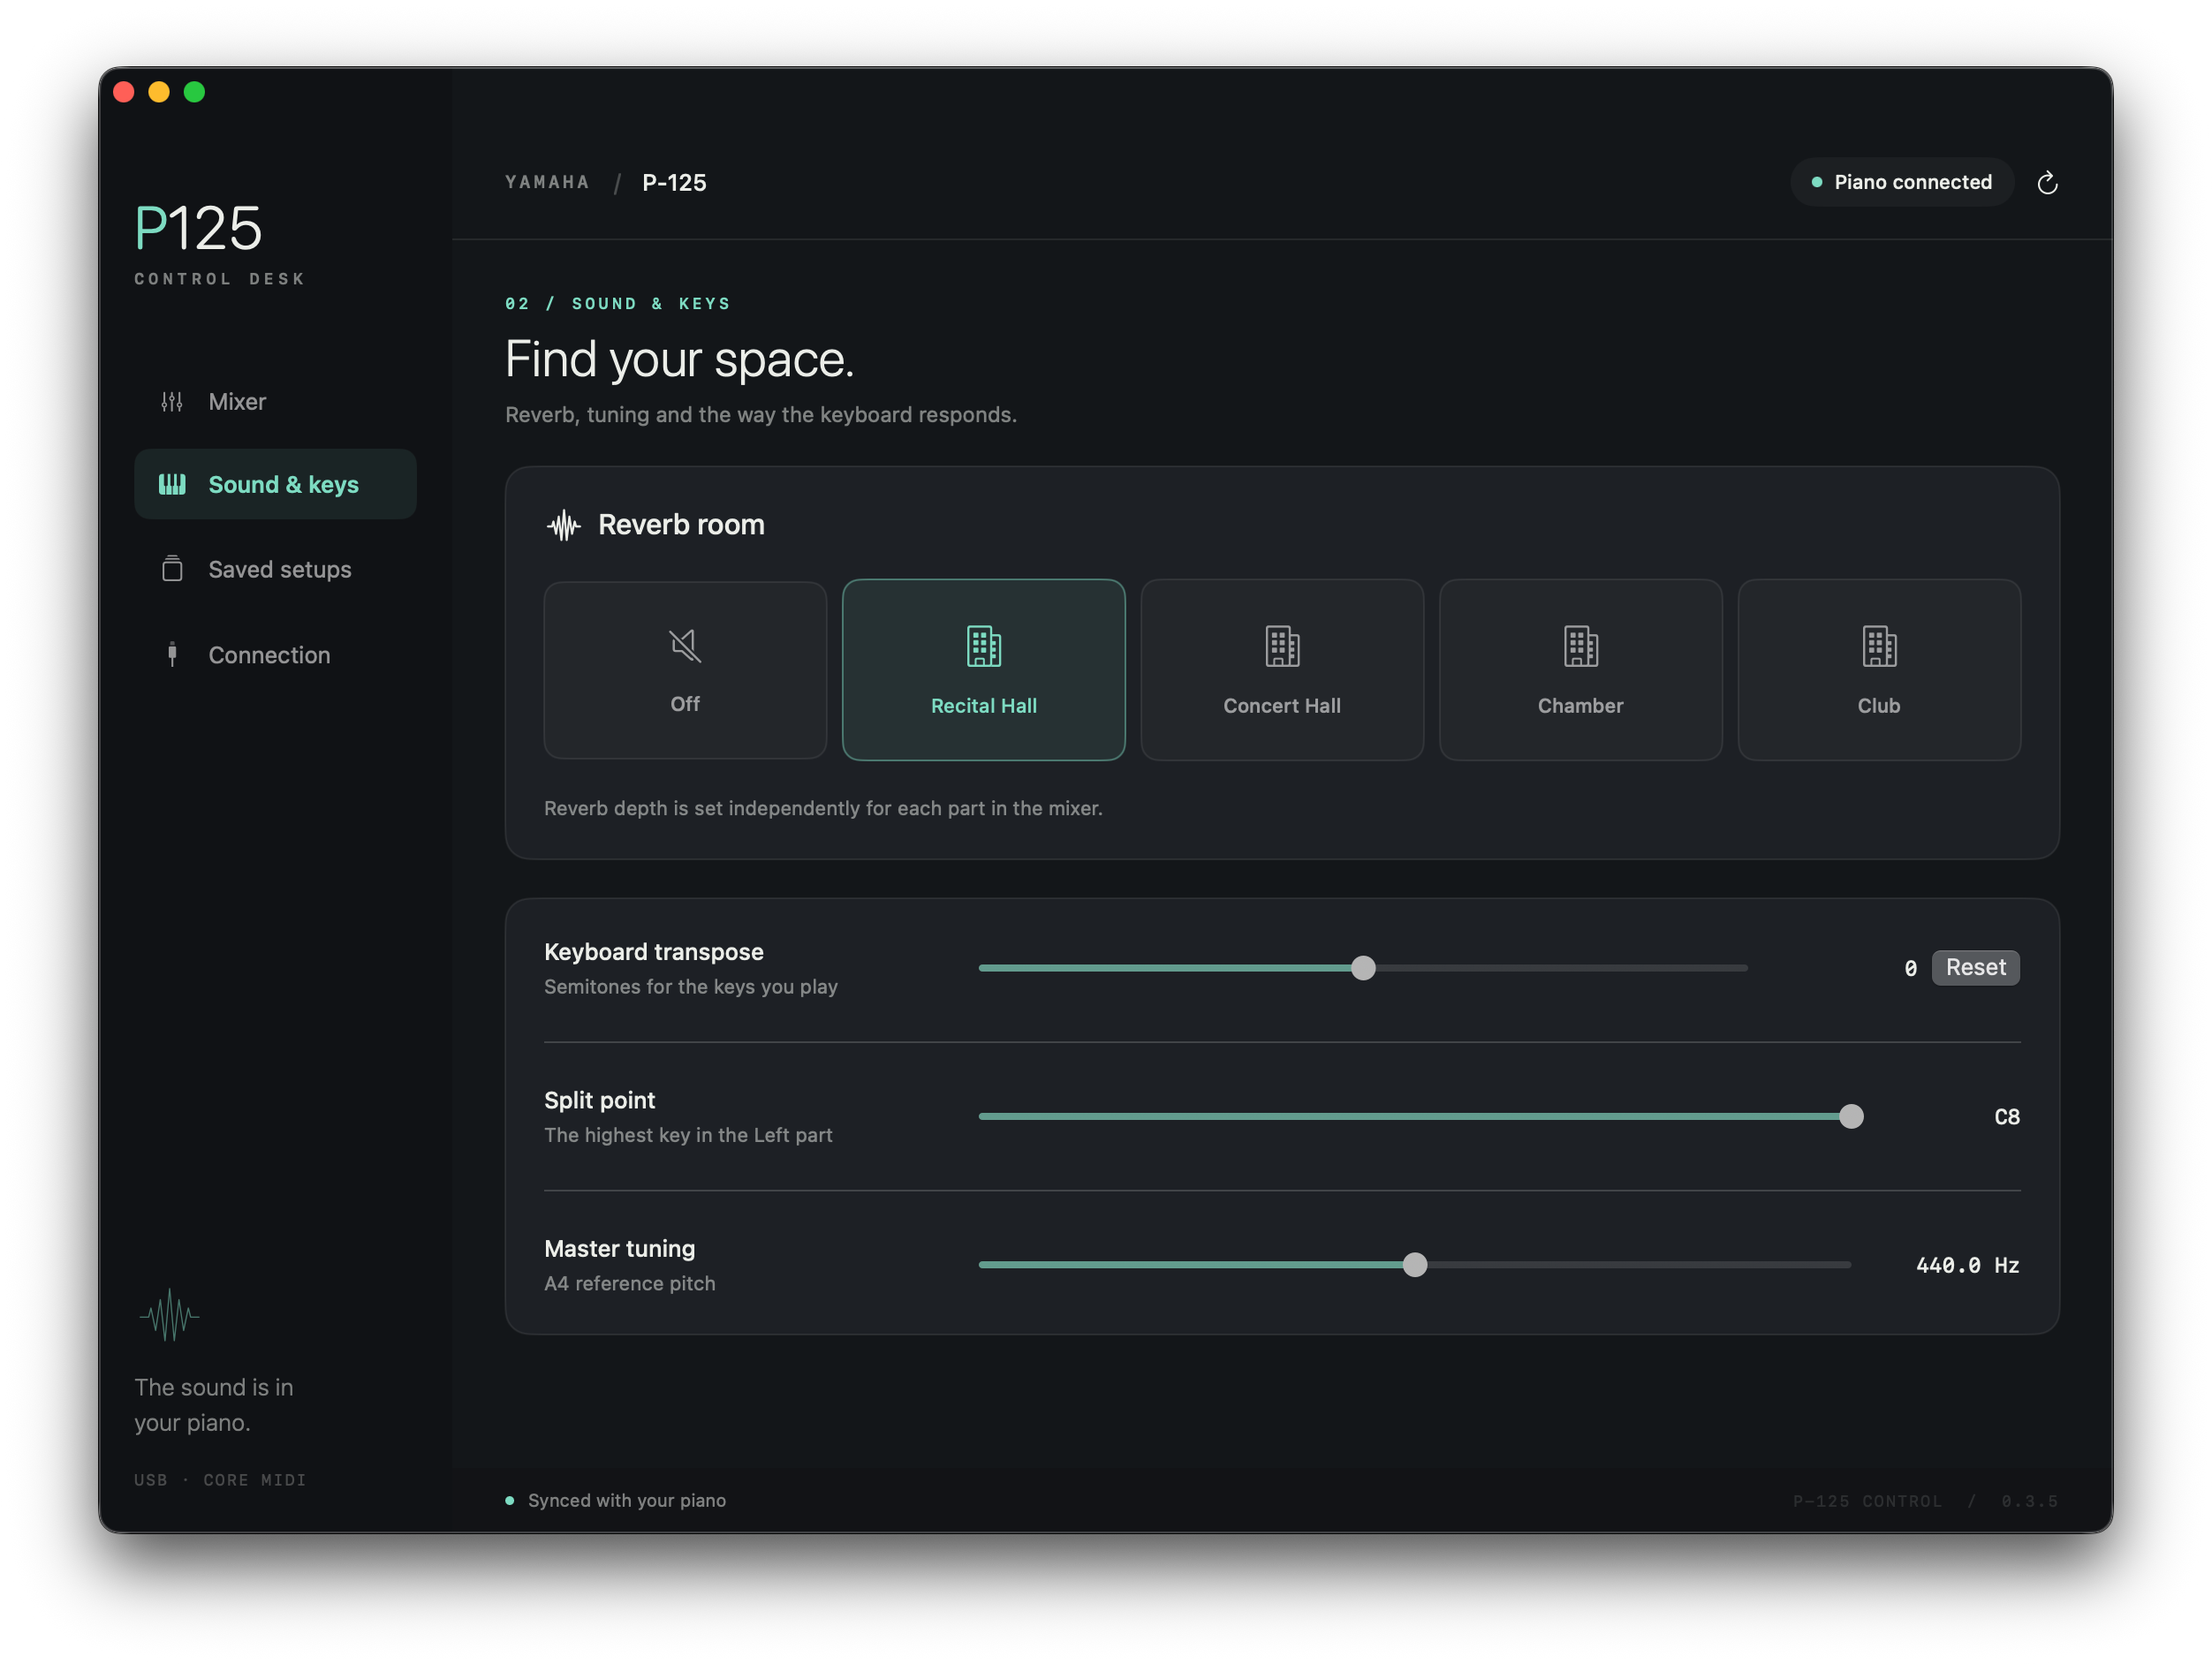 P125
CONTROL DESK
Mixer
Sound & keys
Saved setups
Connection
The sound is in
your piano.
USB · CORE MIDI
YAMAHA / P-125
Piano connected
02 / SOUND & KEYS
Find your space.
Reverb, tuning and the way the keyboard responds.
Reverb room
Off
Recital Hall
Concert Hall
Chamber
Club
Reverb depth is set independently for each part in the mixer.
Keyboard transpose
Semitones for the keys you play
0 Reset
Split point
The highest key in the Left part
C8
Master tuning
A4 reference pitch
440.0 Hz
Synced with your piano
P-125 CONTROL / 0.3.5